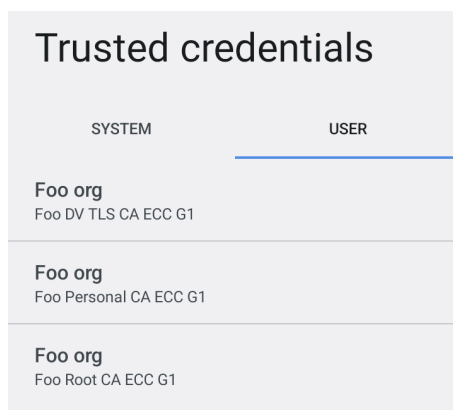 Trusted credentials
SYSTEM USER
Foo org
Foo DV TLS CA ECC G1
Foo org
Foo Personal CA ECC G1
Foo org
Foo Root CA ECC G1